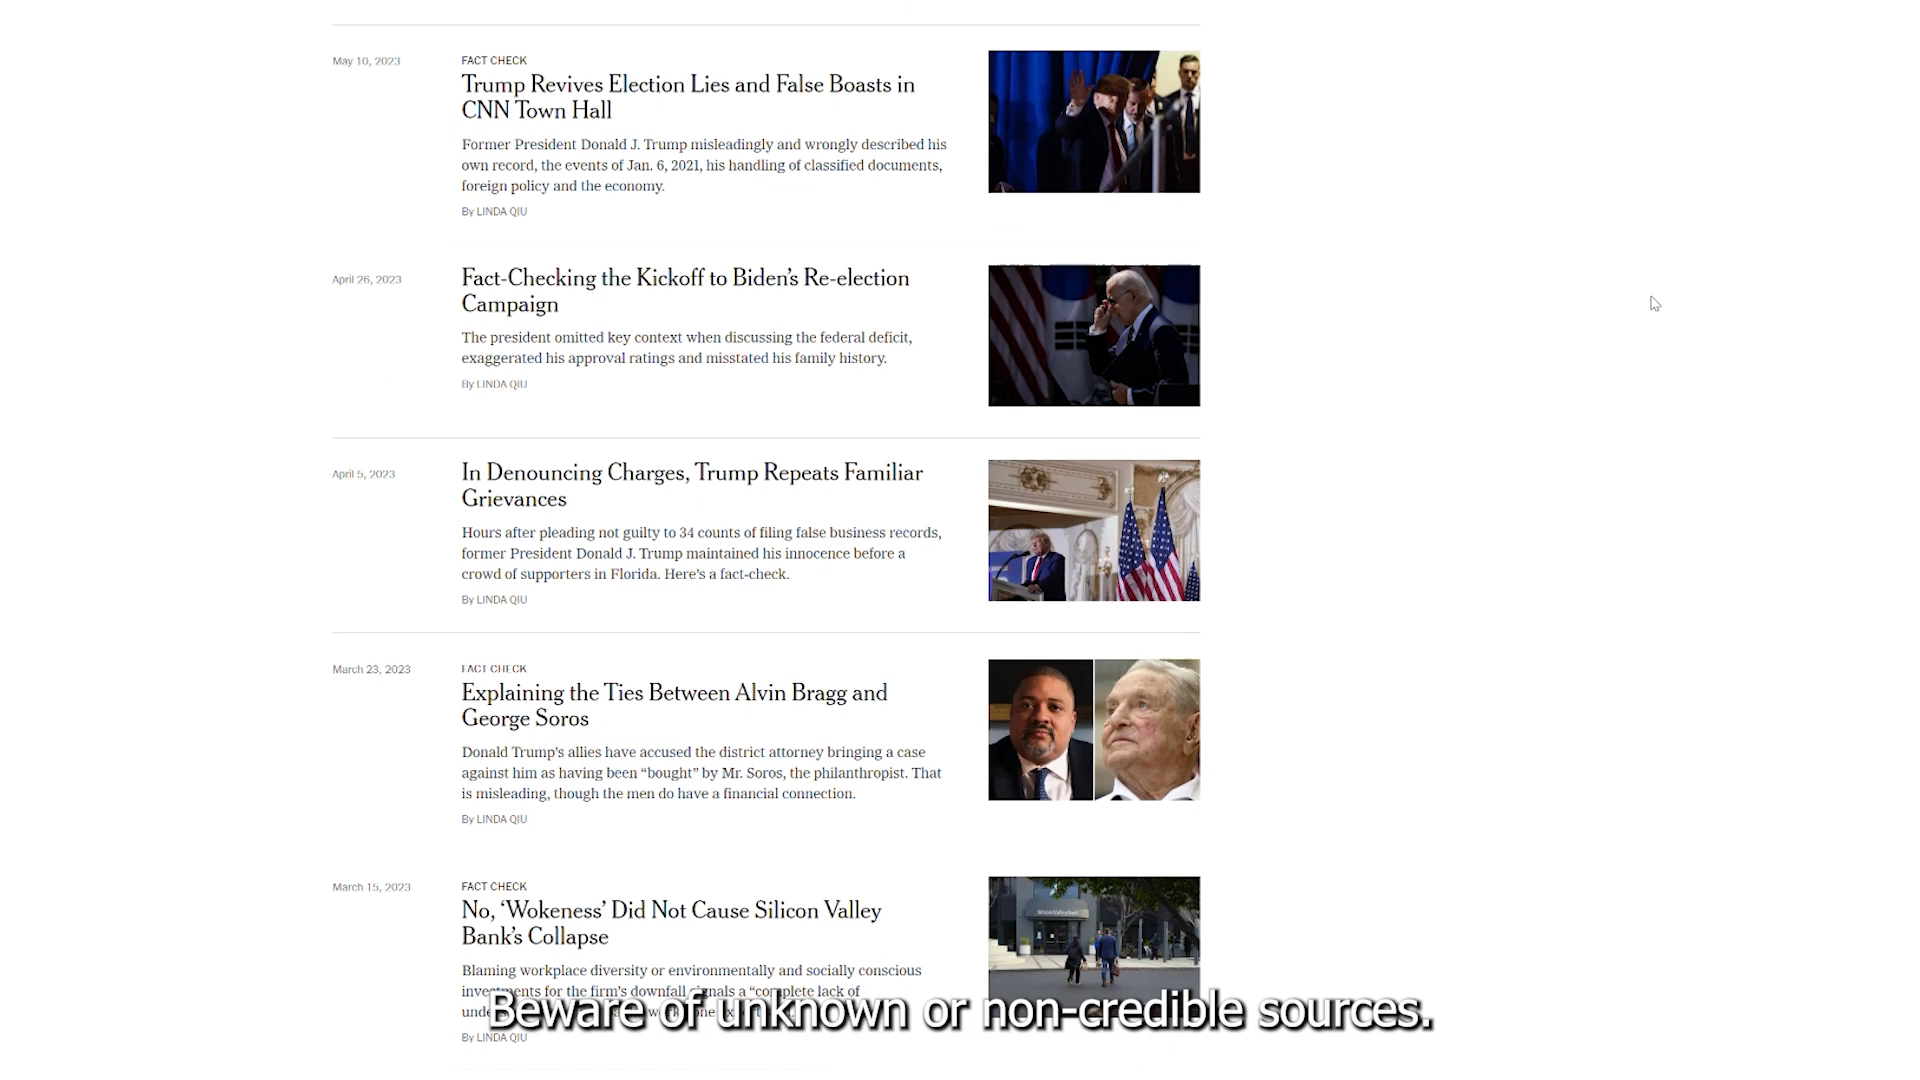 May 10, 2023
FACT CHECK
Trump Revives Election Lies and False Boasts in
CNN Town Hall
Former President Donald J. Trump misleadingly and wrongly described his
own record, the events of Jan. 6, 2021, his handling of classified documents,
foreign policy and the economy.
By LINDA QIU
April 26, 2023
Fact-Checking the Kickoff to Biden's Re-election
Campaign
The president omitted key context when discussing the federal deficit,
exaggerated his approval ratings and misstated his family history.
By LINDA QIU
April 5, 2023
In Denouncing Charges, Trump Repeats Familiar
Grievances
Hours after pleading not guilty to 34 counts of filing false business records,
former President Donald J. Trump maintained his innocence before a
crowd of supporters in Florida. Here's a fact-check.
By LINDA QIU
March 23, 2023
FACT CHECK
Explaining the Ties Between Alvin Bragg and
George Soros
Donald Trump's allies have accused the district attorney bringing a case
against him as having been “bought” by Mr. Soros, the philanthropist. That
is misleading, though the men do have a financial connection.
By LINDA QIU
March 15, 2023
FACT CHECK
No, ‘Wokeness’ Did Not Cause Silicon Valley
Bank's Collapse
Blaming workplace diversity or environmentally and socially conscious
investments for the firm's downfall signals a “complete lack of
Beware of unknown or non-credible sources.
By LINDA QIU